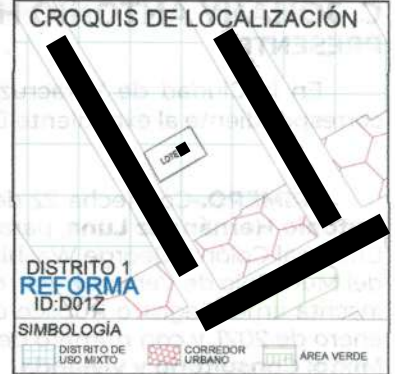 CROQUIS DE LOCALIZACIÓN
LOTE
DISTRITO 1
REFORMA
ID:D01Z
SIMBOLOGÍA
DISTRITO DE USO MIXTO
CORREDOR URBANO
ÁREA VERDE